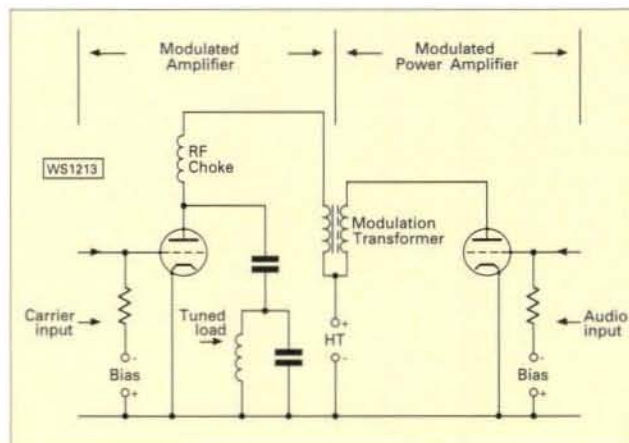 Modulated
Amplifier
Modulated
Power Amplifier
WS1213
RF
Choke
Modulation
Transformer
Carrier
input
Tuned
load
+
HT
-
Audio
input
-
Bias
+
-
Bias
+